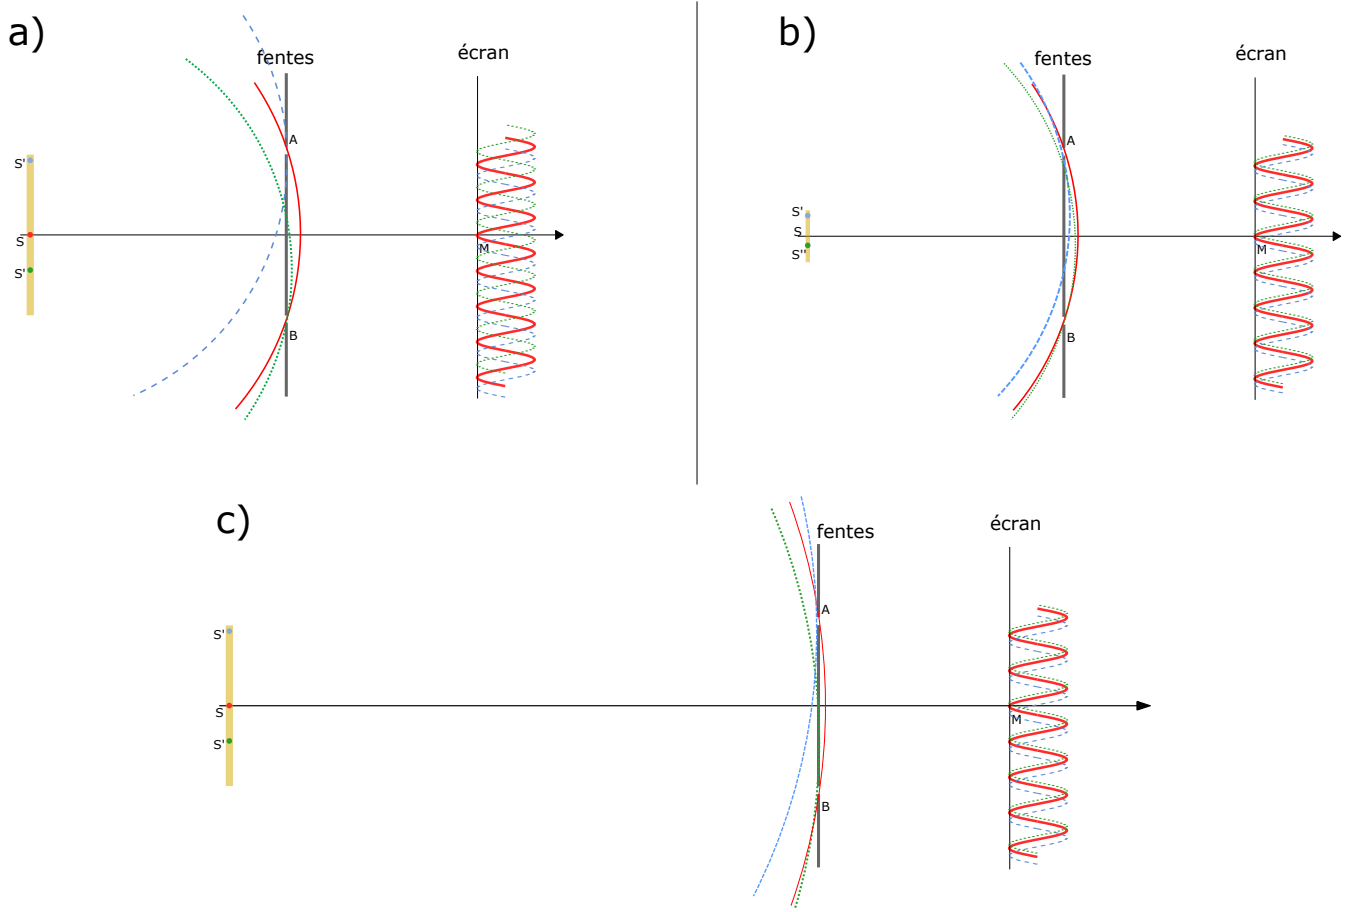 a)
fentes
écran
A
S'
S
M
S'
B
b)
fentes
écran
A
S'
S
M
S"
B
c)
fentes
écran
A
S'
S
M
S'
B